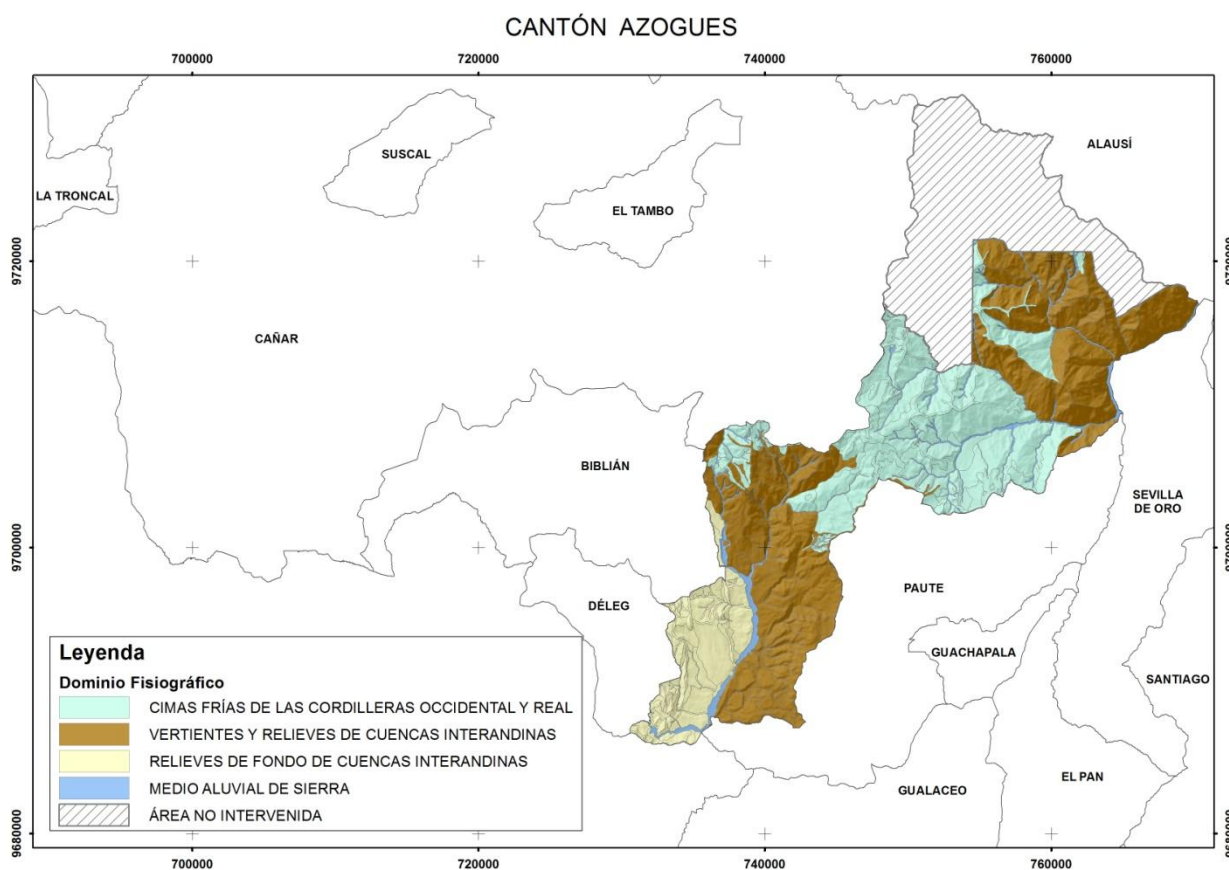 CANTÓN AZOGUES
700000 720000 740000 760000
ALAUSÍ
SUSCAL
LA TRONCAL
EL TAMBO
9720000 9720000
CAÑAR
BIBLIÁN
SEVILLA
DE ORO
9700000 9700000
DÉLEG
PAUTE
GUACHAPALA
SANTIAGO
GUALACEO
EL PAN
Leyenda
Dominio Fisiográfico
CIMAS FRÍAS DE LAS CORDILLERAS OCCIDENTAL Y REAL
VERTIENTES Y RELIEVES DE CUENCAS INTERANDINAS
RELIEVES DE FONDO DE CUENCAS INTERANDINAS
MEDIO ALUVIAL DE SIERRA
ÁREA NO INTERVENIDA
9680000 9680000
700000 720000 740000 760000